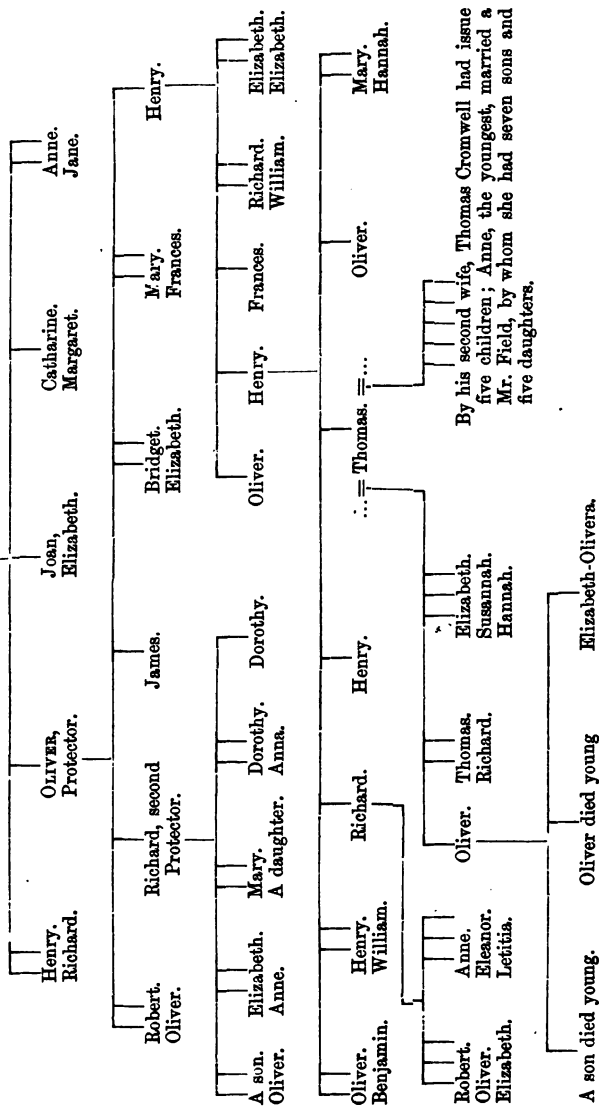 Henry.
Richard.
OLIVER,
Protector.
Joan,
Elizabeth.
Catharine.
Margaret.
Anne.
Jane.
Robert.
Oliver.
Richard, second
Protector.
James.
Bridget.
Elizabeth.
Mary.
Frances.
Henry.
A son.
Oliver.
Elizabeth.
Anne.
Mary.
A daughter.
Dorothy.
Anna.
Dorothy.
Oliver.
Henry.
Frances.
Richard.
William.
Elizabeth.
Elizabeth.
Oliver.
Benjamin.
Henry.
William.
Richard.
Henry.
...=Thomas.=...
Oliver.
Mary.
Hannah.
Robert.
Oliver.
Elizabeth.
Anne.
Eleanor.
Letitia.
Oliver.
Thomas.
Richard.
Elizabeth.
Susannah.
Hannah.
By his second wife, Thomas Cromwell had issue
five children; Anne, the youngest, married a
Mr. Field, by whom she had seven sons and
five daughters.
A son died young.
Oliver died young
Elizabeth-Olivera.